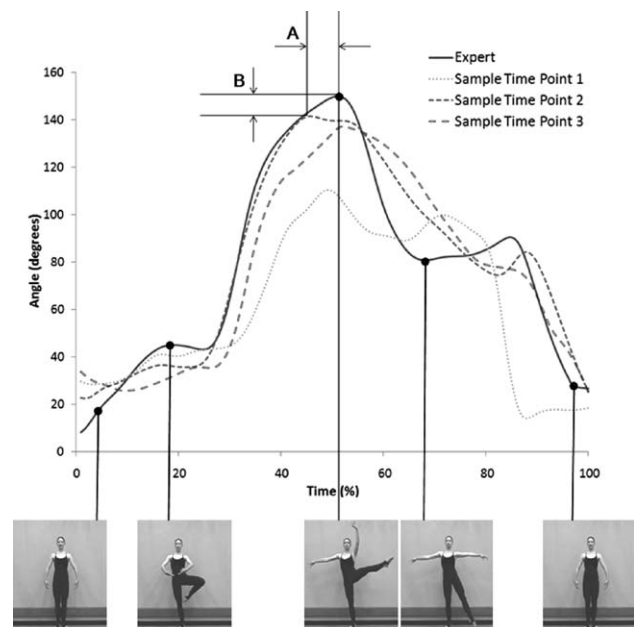 A
B
Expert
Sample Time Point 1
Sample Time Point 2
Sample Time Point 3
160
140
120
100
80
60
40
20
0
Angle (degrees)
0 20 40 60 80 100
Time (%)